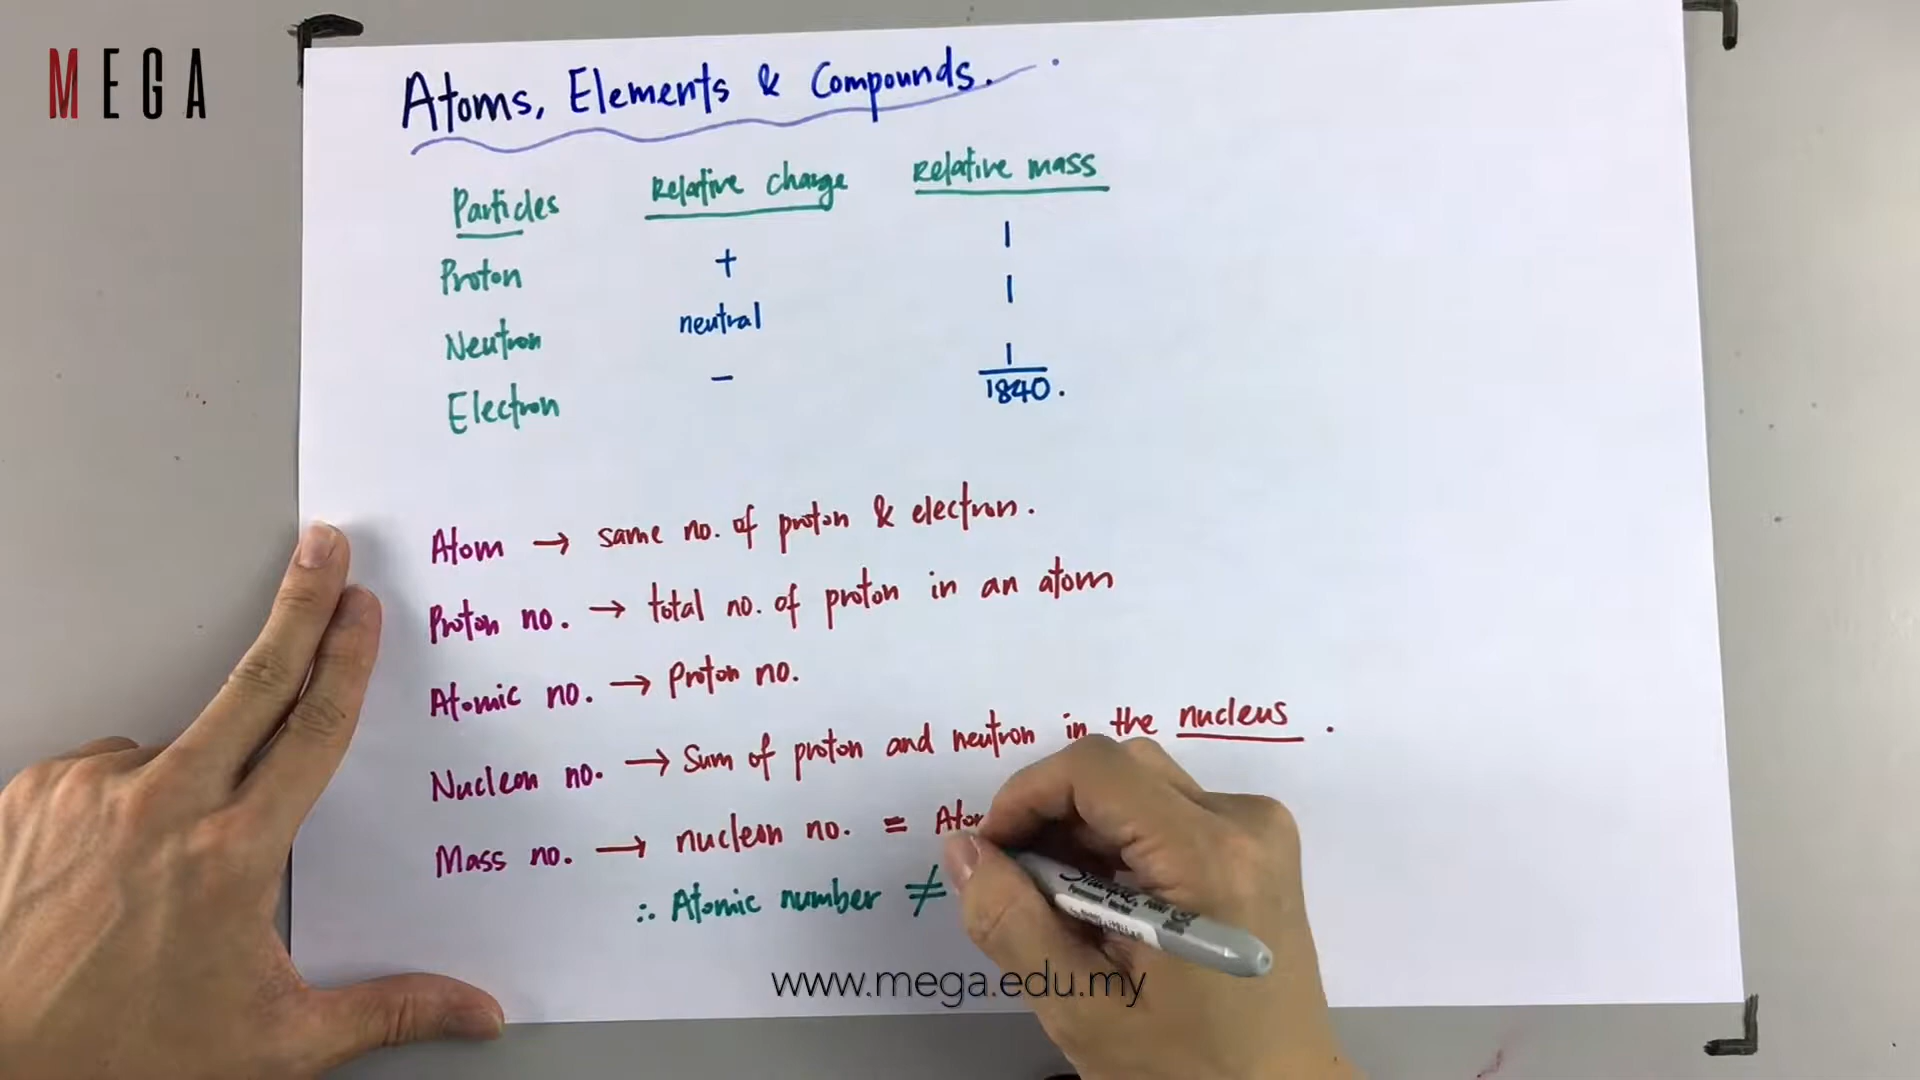 MEGA
Atoms, Elements & Compounds.
Particles Relative charge Relative mass
Proton + 1
Neutron neutral 1
Electron - 1/1840.
Atom → same no. of proton & electron.
Proton no. → total no. of proton in an atom
Atomic no. → Proton no.
Nucleon no. → Sum of proton and neutron in the nucleus.
Mass no. → nucleon no. =
∴ Atomic number ≠
Sharpie
www.mega.edu.my